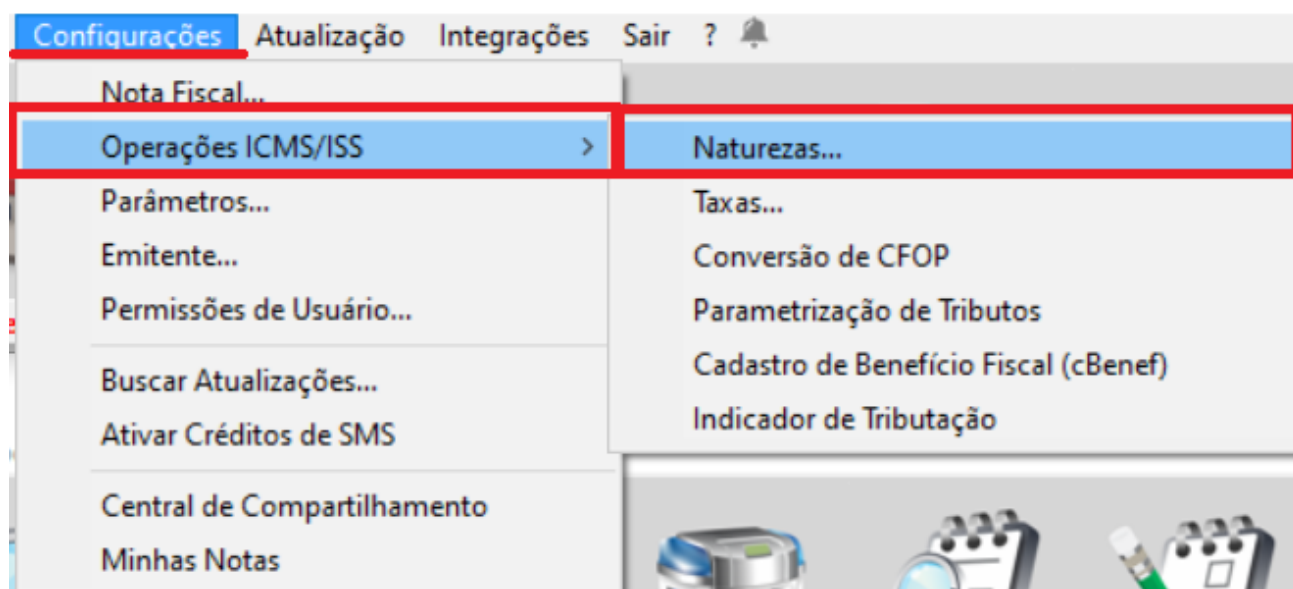 Configurações Atualização Integrações Sair ?
Nota Fiscal...
Operações ICMS/ISS >
Parâmetros...
Emitente...
Permissões de Usuário...
Buscar Atualizações...
Ativar Créditos de SMS
Central de Compartilhamento
Minhas Notas
Naturezas...
Taxas...
Conversão de CFOP
Parametrização de Tributos
Cadastro de Benefício Fiscal (cBenef)
Indicador de Tributação